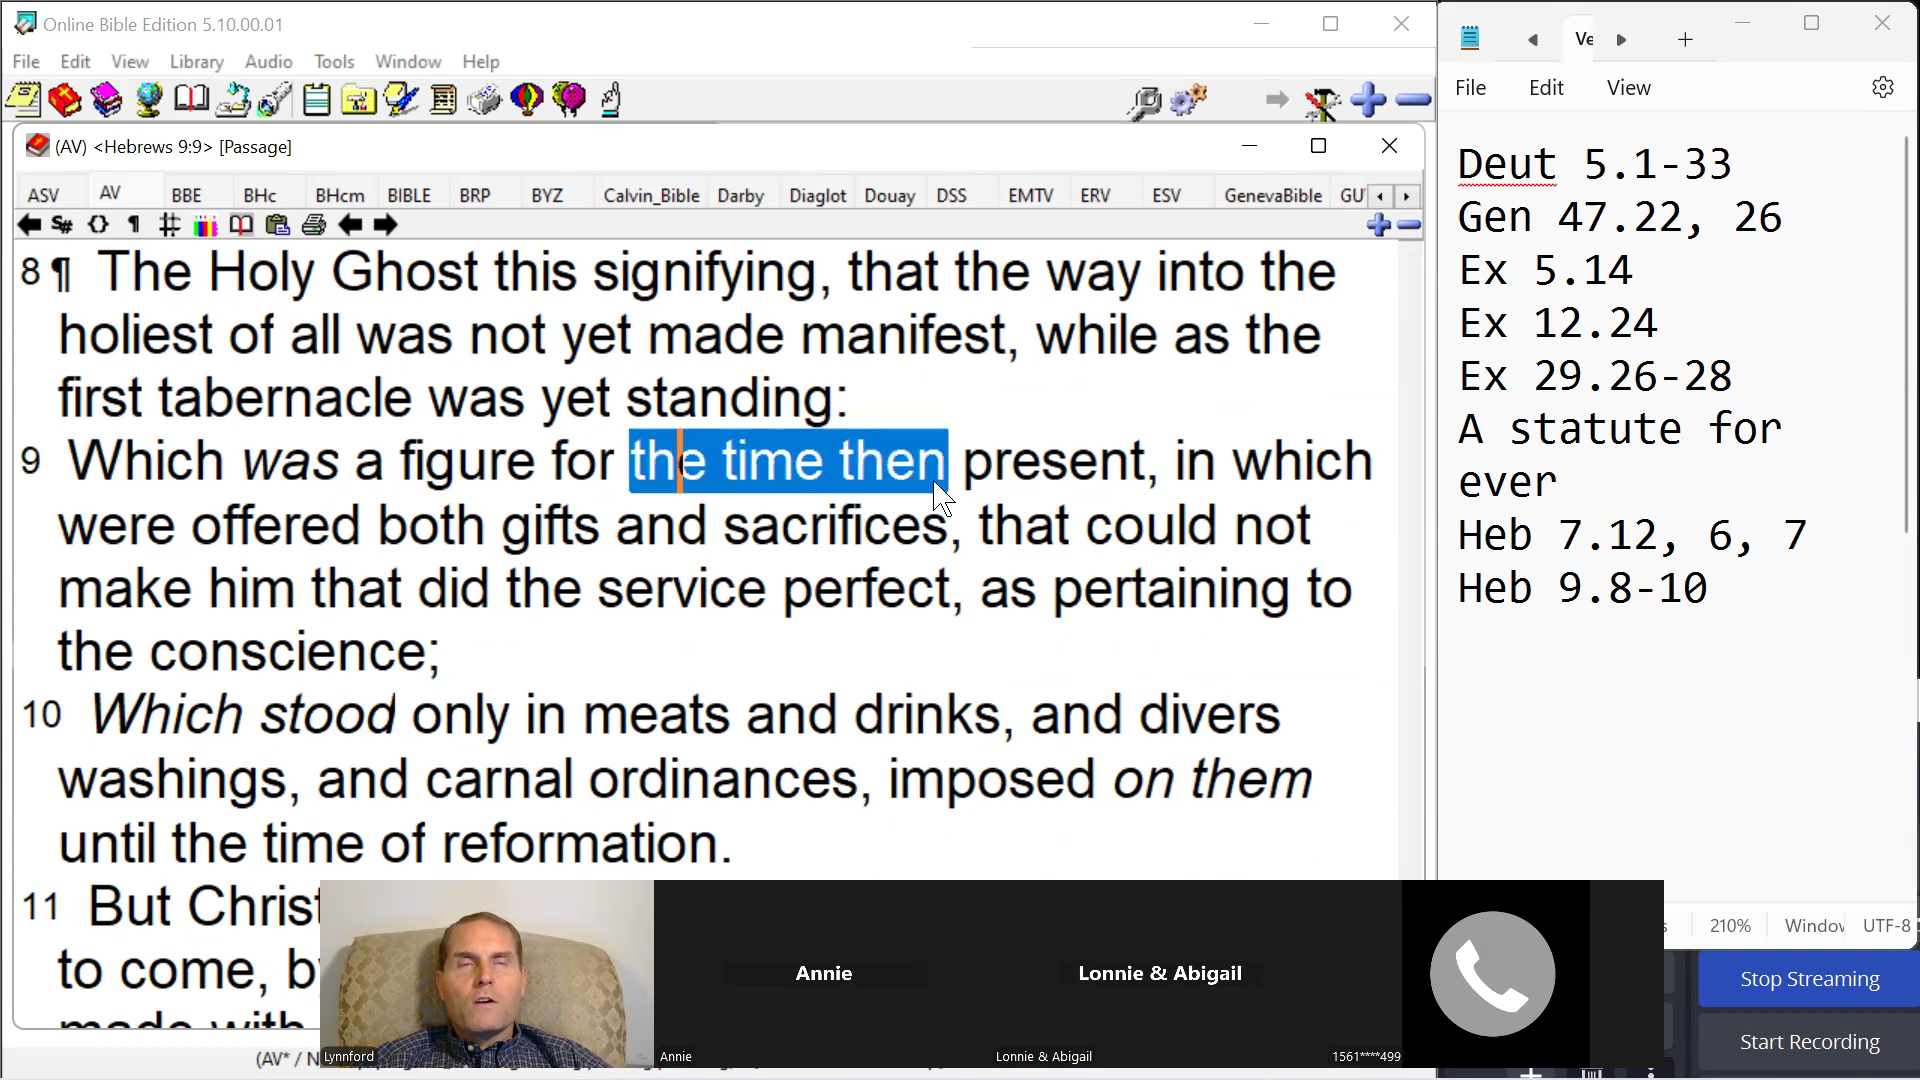 Online Bible Edition 5.10.00.01
File Edit View Library Audio Tools Window Help
(AV) <Hebrews 9:9> [Passage]
ASV AV BBE BHc BHcm BIBLE BRP BYZ Calvin_Bible Darby Diaglot Douay DSS EMTV ERV ESV GenevaBible GU
S#
8 ¶ The Holy Ghost this signifying, that the way into the
holiest of all was not yet made manifest, while as the
first tabernacle was yet standing:
9 Which was a figure for the time then present, in which
were offered both gifts and sacrifices, that could not
make him that did the service perfect, as pertaining to
the conscience;
10 Which stood only in meats and drinks, and divers
washings, and carnal ordinances, imposed on them
until the time of reformation.
11 But Christ
to come, by
made with
(AV* / N
Ve
File Edit View
Deut 5.1-33
Gen 47.22, 26
Ex 5.14
Ex 12.24
Ex 29.26-28
A statute for
ever
Heb 7.12, 6, 7
Heb 9.8-10
s 210% Window UTF-8
Stop Streaming
Start Recording
Annie
Lonnie & Abigail
Lynnford
Annie
Lonnie & Abigail
1561****499